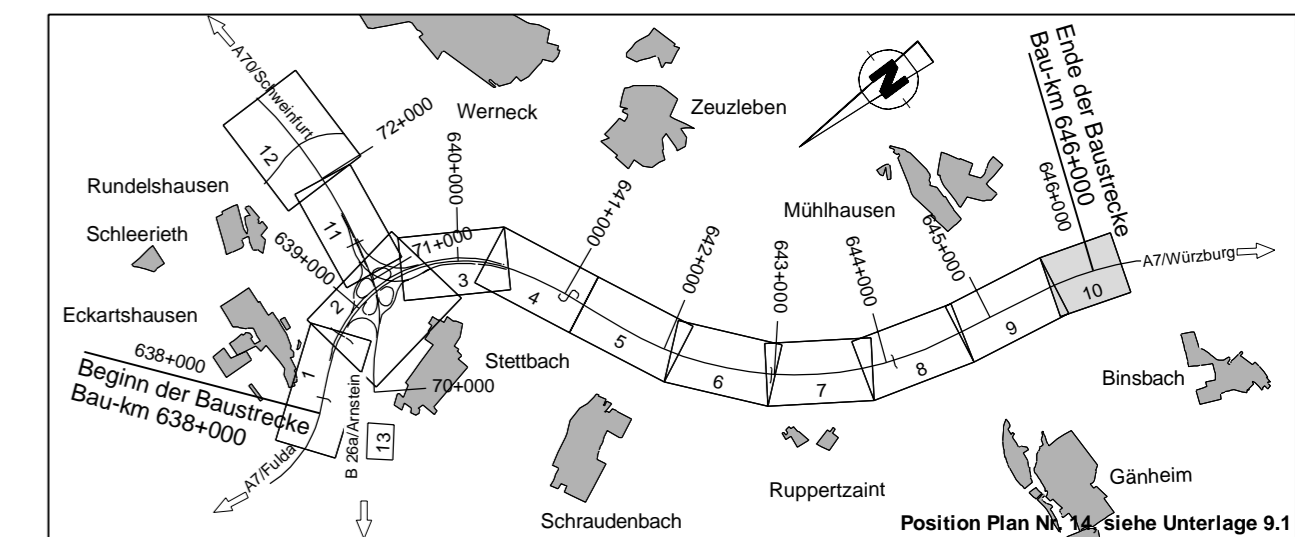 A70/Schweinfurt
Werneck
Zeuzleben
N
Ende der Baustrecke
Bau-km 646+000
646+000
72+000
12
640+000
Rundelshausen
Schleerieth
11
639+000
71+000
641+000
Mühlhausen
645+000
A7/Würzburg
642+000
643+000
644+000
Eckartshausen
2
3
4
5
6
7
8
9
10
638+000
Beginn der Baustrecke
Bau-km 638+000
1
Stettbach
70+000
Binsbach
B 26a/Arnstein
13
A7/Fulda
Schraudenbach
Ruppertzaint
Gänheim
Position Plan Nr. 14, siehe Unterlage 9.1